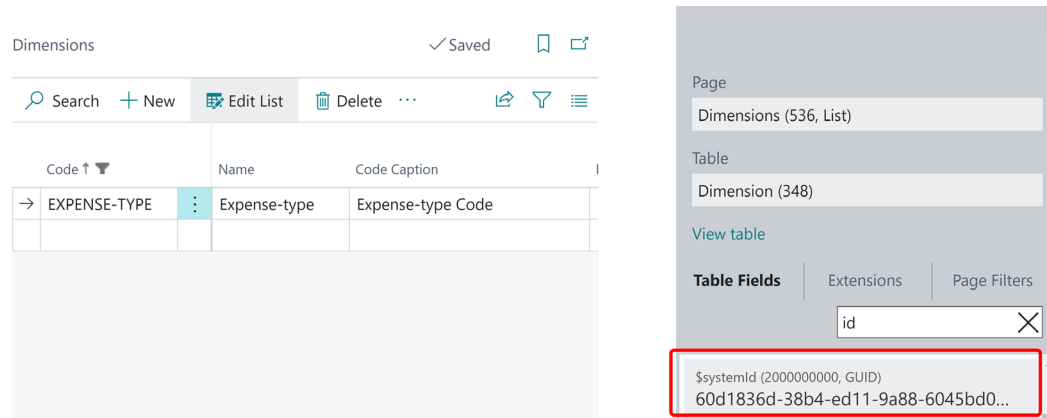 Dimensions
Saved
Search
New
Edit List
Delete
Code
Name
Code Caption
EXPENSE-TYPE
Expense-type
Expense-type Code
Page
Dimensions (536, List)
Table
Dimension (348)
View table
Table Fields
Extensions
Page Filters
id
$systemId (2000000000, GUID)
60d1836d-38b4-ed11-9a88-6045bd0...